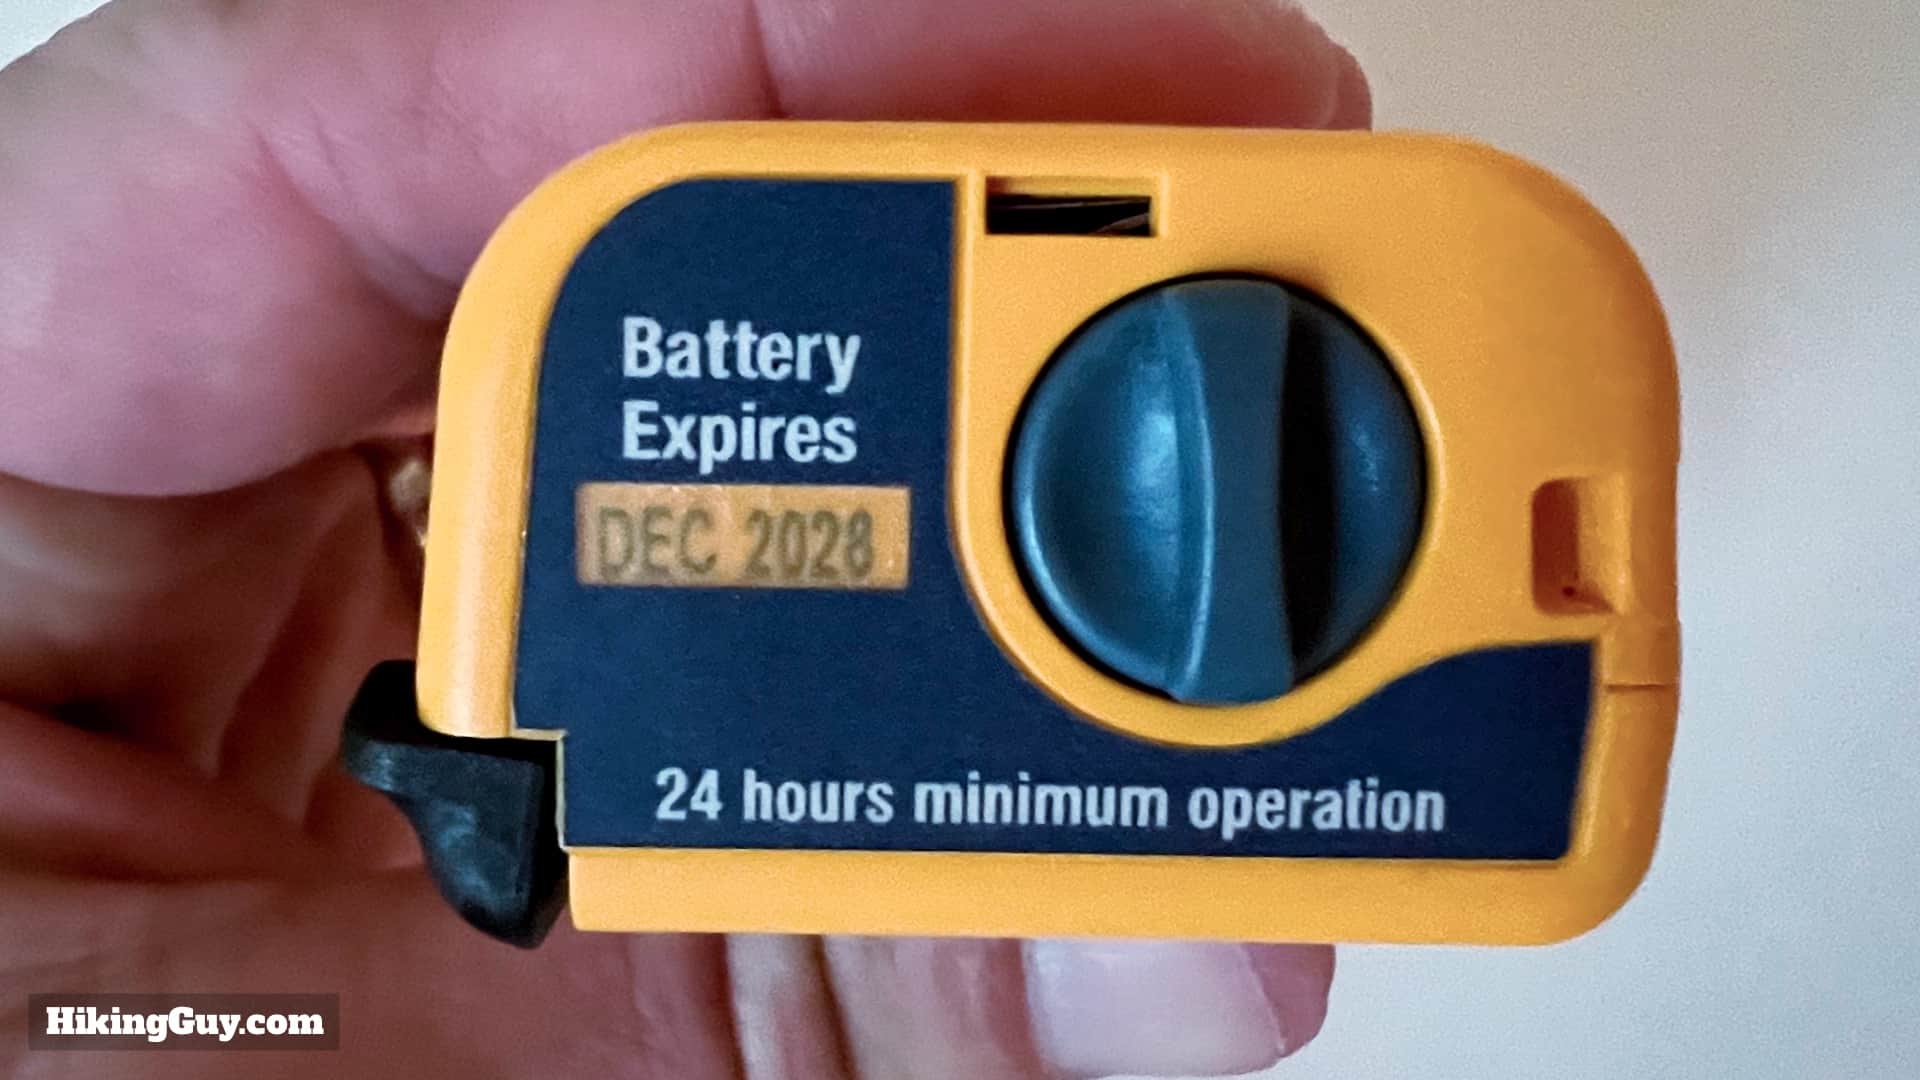 Battery
Expires
DEC 2028
24 hours minimum operation
HikingGuy.com